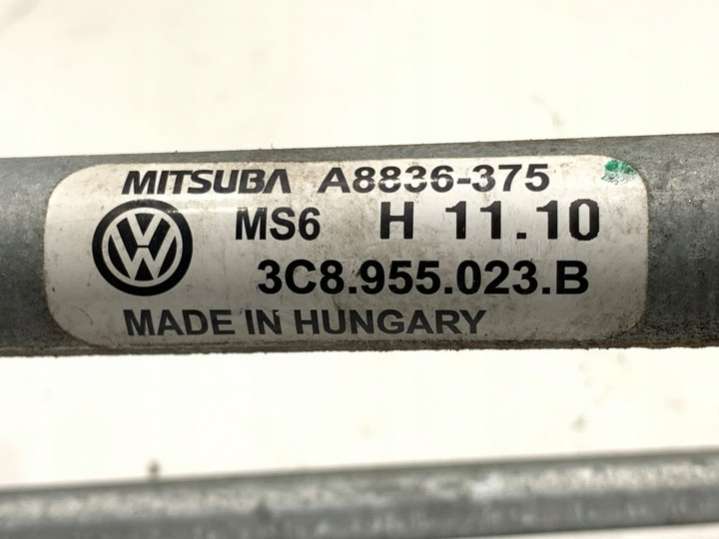 MITSUBA A8836-375
MS6 H 11.10
3C8.955.023.B
MADE IN HUNGARY